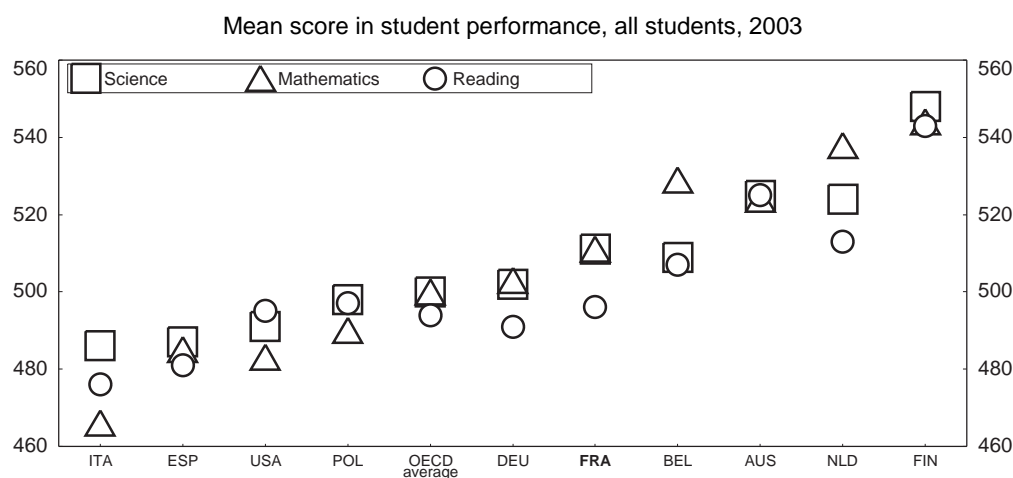 Mean score in student performance, all students, 2003
Science Mathematics Reading
560 560
540 540
520 520
500 500
480 480
460 460
ITA ESP USA POL OECD average DEU FRA BEL AUS NLD FIN